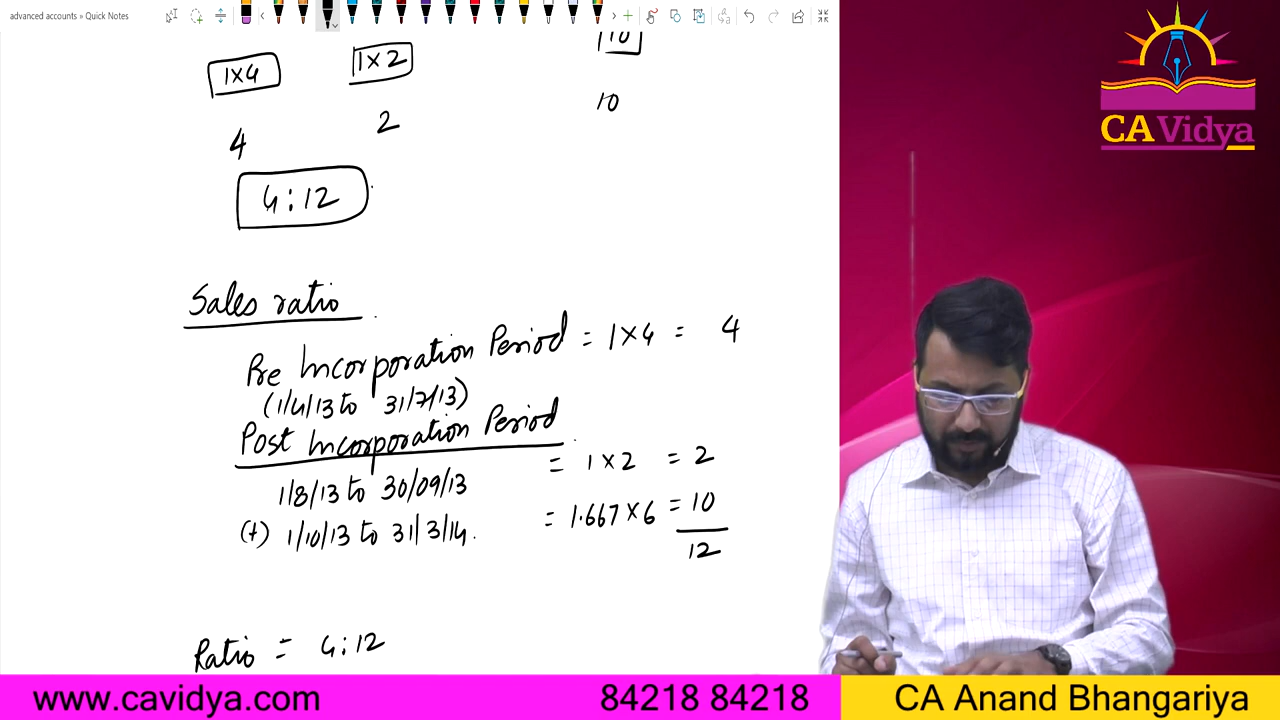 advanced accounts » Quick Notes
1x4
1x2
10
4
2
4:12
CA Vidya
Sales ratio
Pre Incorporation Period = 1x4 = 4
(1/4/13 to 31/7/13)
Post Incorporation Period
1/8/13 to 30/09/13 = 1x2 = 2
(+) 1/10/13 to 31/3/14. = 1.667x6 = 10
12
Ratio = 4:12
www.cavidya.com
84218 84218
CA Anand Bhangariya